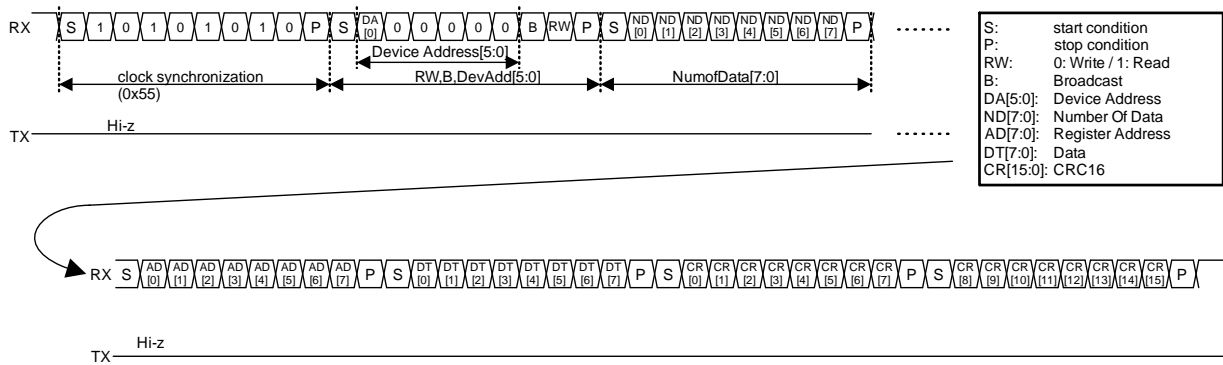 RX S 1 0 1 0 1 0 1 0 P S DA [0] 0 0 0 0 0 B RW P S ND [0] ND [1] ND [2] ND [3] ND [4] ND [5] ND [6] ND [7] P
Device Address[5:0]
clock synchronization (0x55)
RW,B,DevAdd[5:0]
NumofData[7:0]
TX Hi-z
S: start condition
P: stop condition
RW: 0: Write / 1: Read
B: Broadcast
DA[5:0]: Device Address
ND[7:0]: Number Of Data
AD[7:0]: Register Address
DT[7:0]: Data
CR[15:0]: CRC16
RX S AD [0] AD [1] AD [2] AD [3] AD [4] AD [5] AD [6] AD [7] P S DT [0] DT [1] DT [2] DT [3] DT [4] DT [5] DT [6] DT [7] P S CR [0] CR [1] CR [2] CR [3] CR [4] CR [5] CR [6] CR [7] P S CR [8] CR [9] CR [10] CR [11] CR [12] CR [13] CR [14] CR [15] P
TX Hi-z